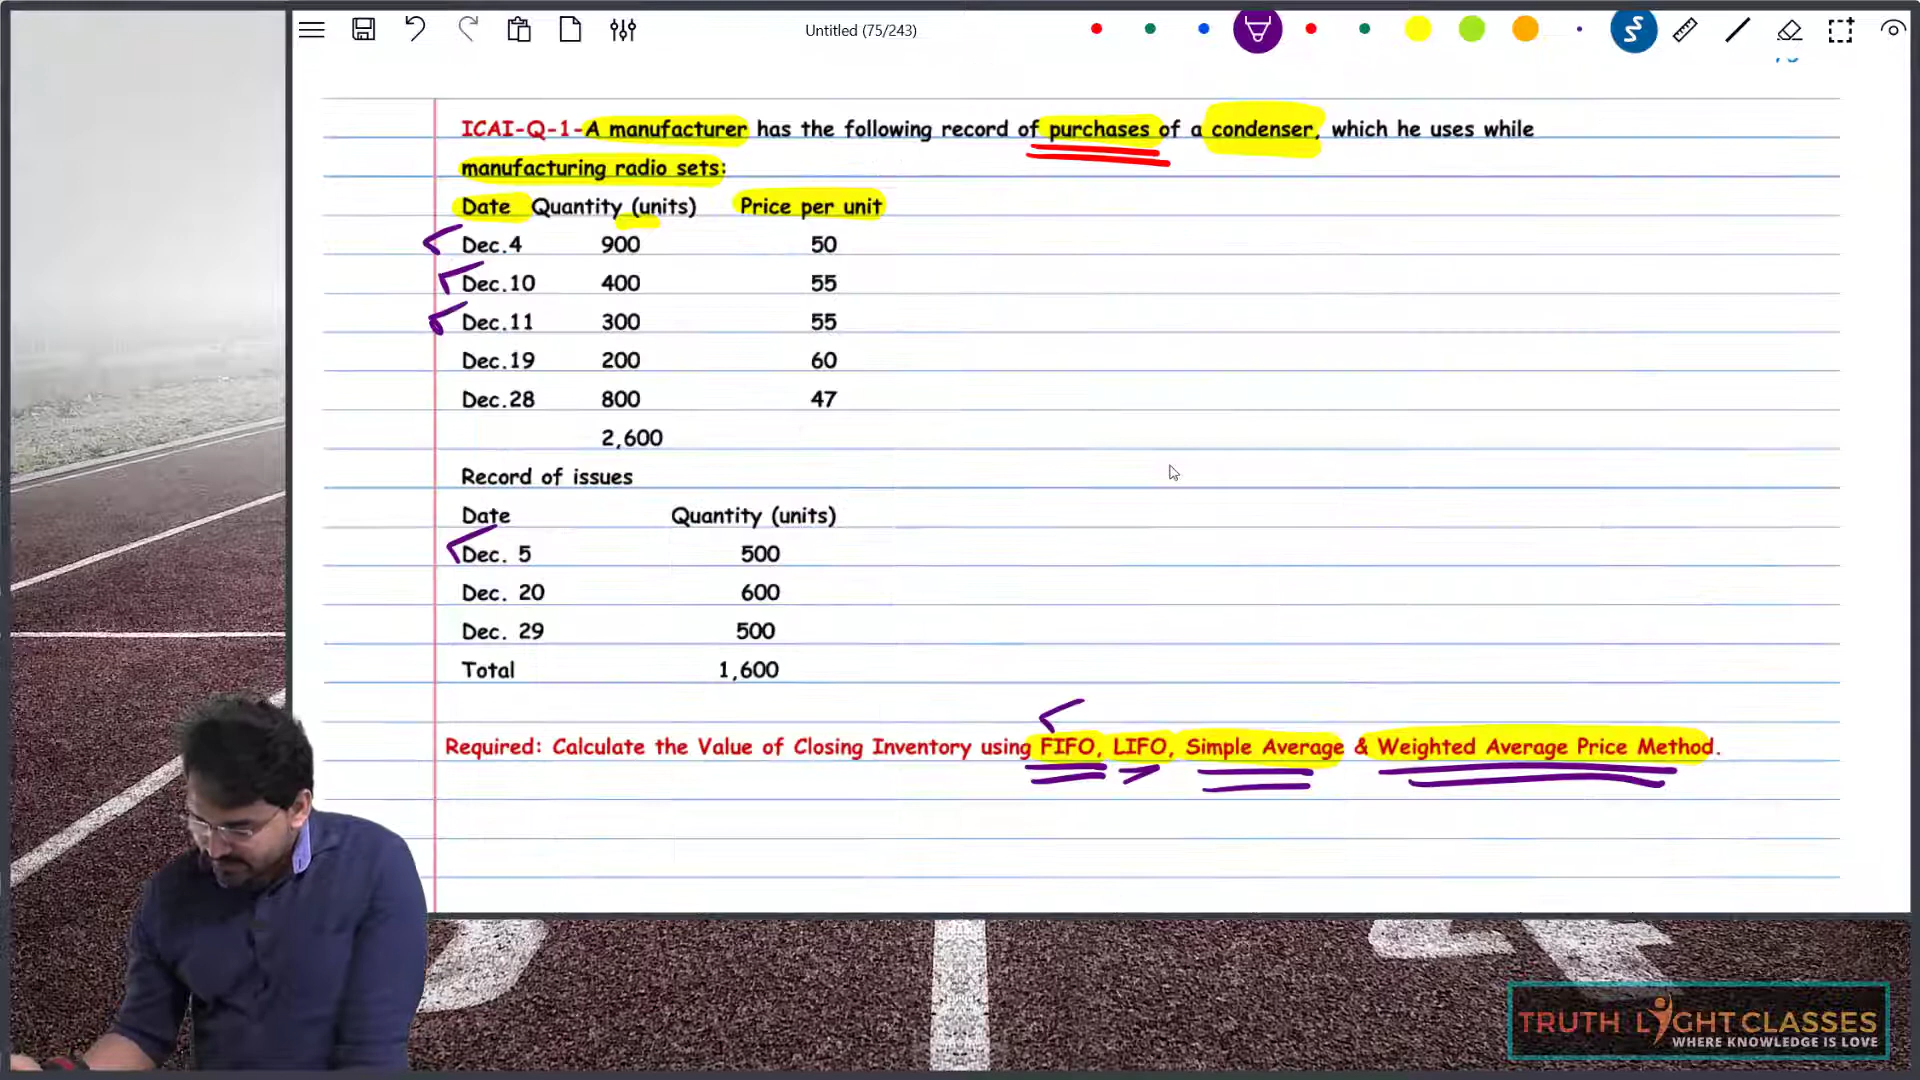 Untitled (75/243)
ICAI-Q-1-A manufacturer has the following record of purchases of a condenser, which he uses while
manufacturing radio sets:
Date Quantity (units) Price per unit
Dec.4 900 50
Dec.10 400 55
Dec.11 300 55
Dec.19 200 60
Dec.28 800 47
2,600
Record of issues
Date Quantity (units)
Dec. 5 500
Dec. 20 600
Dec. 29 500
Total 1,600
Required: Calculate the Value of Closing Inventory using FIFO, LIFO, Simple Average & Weighted Average Price Method.
TRUTH LIGHT CLASSES
WHERE KNOWLEDGE IS LOVE